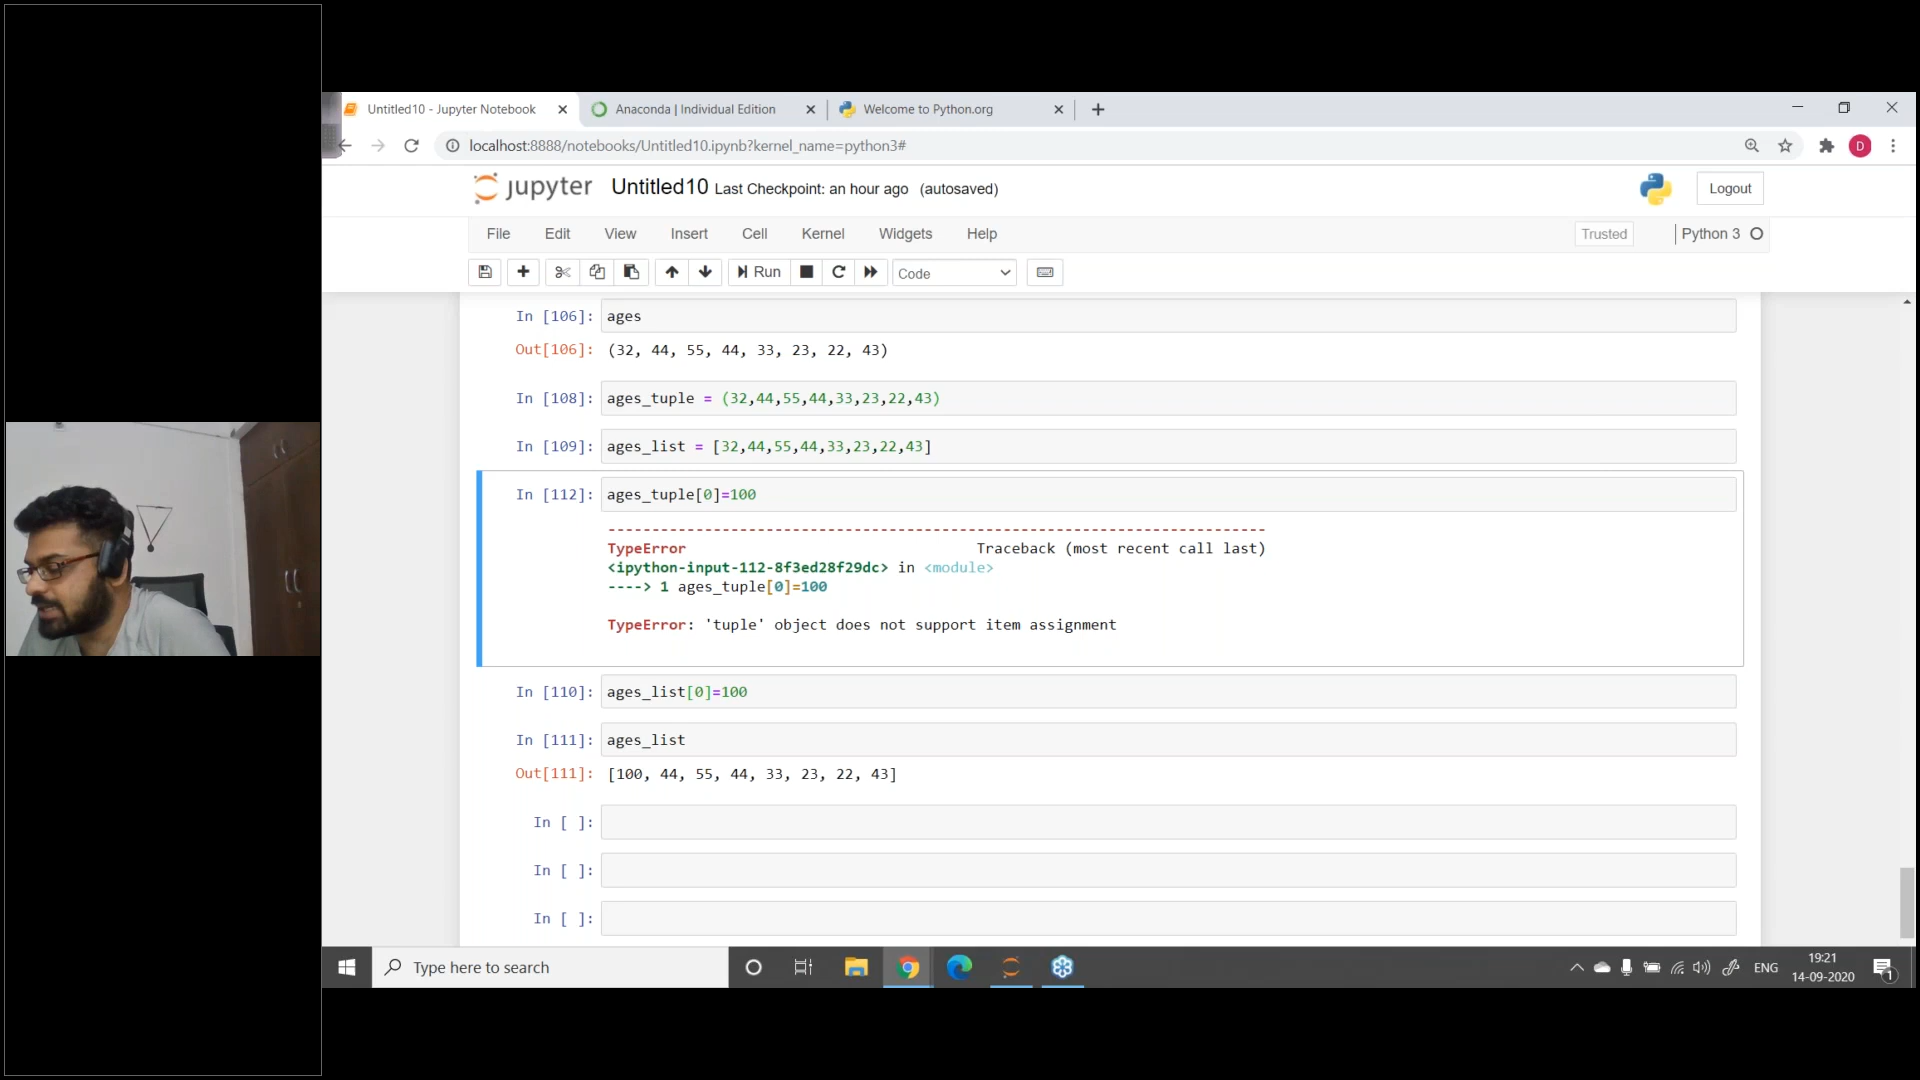 Untitled10 - Jupyter Notebook
Anaconda | Individual Edition
Welcome to Python.org
localhost:8888/notebooks/Untitled10.ipynb?kernel_name=python3#
D
jupyter Untitled10 Last Checkpoint: an hour ago (autosaved)
Logout
File Edit View Insert Cell Kernel Widgets Help
Trusted
Python 3
Run
Code
In [106]: ages
Out[106]: (32, 44, 55, 44, 33, 23, 22, 43)
In [108]: ages_tuple = (32,44,55,44,33,23,22,43)
In [109]: ages_list = [32,44,55,44,33,23,22,43]
In [112]: ages_tuple[0]=100
---------------------------------------------------------------------------
TypeError Traceback (most recent call last)
<ipython-input-112-8f3ed28f29dc> in <module>
----> 1 ages_tuple[0]=100
TypeError: 'tuple' object does not support item assignment
In [110]: ages_list[0]=100
In [111]: ages_list
Out[111]: [100, 44, 55, 44, 33, 23, 22, 43]
In [ ]:
In [ ]:
In [ ]:
Type here to search
ENG
19:21
14-09-2020
1